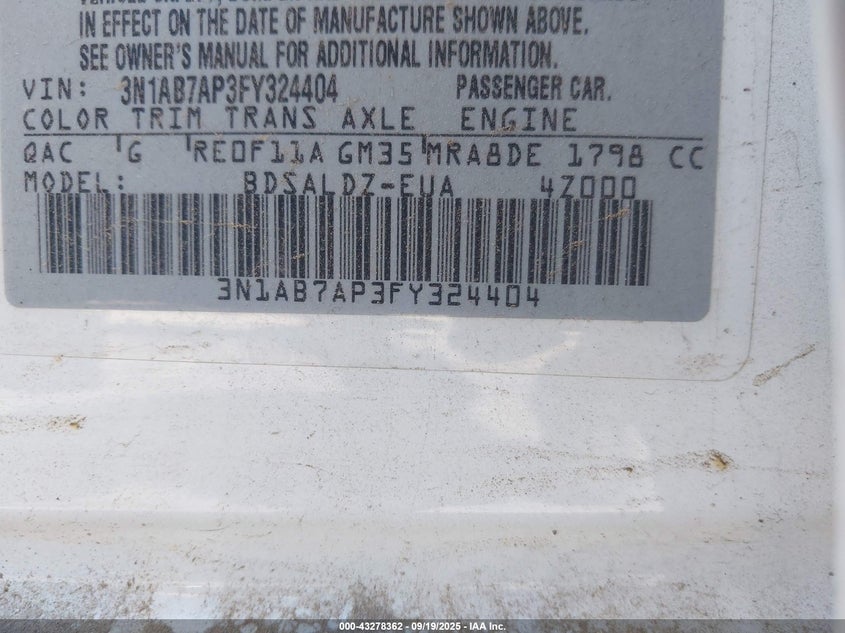 IN EFFECT ON THE DATE OF MANUFACTURE SHOWN ABOVE.
SEE OWNER'S MANUAL FOR ADDITIONAL INFORMATION.
VIN: 3N1AB7AP3FY324404 PASSENGER CAR.
COLOR TRIM TRANS AXLE ENGINE
QAC G RE0F11A GM35 MRA8DE 1798 CC
MODEL: BDSALDZ-EUA 4Z000
3N1AB7AP3FY324404
000-43278362 - 09/19/2025 - IAA Inc.